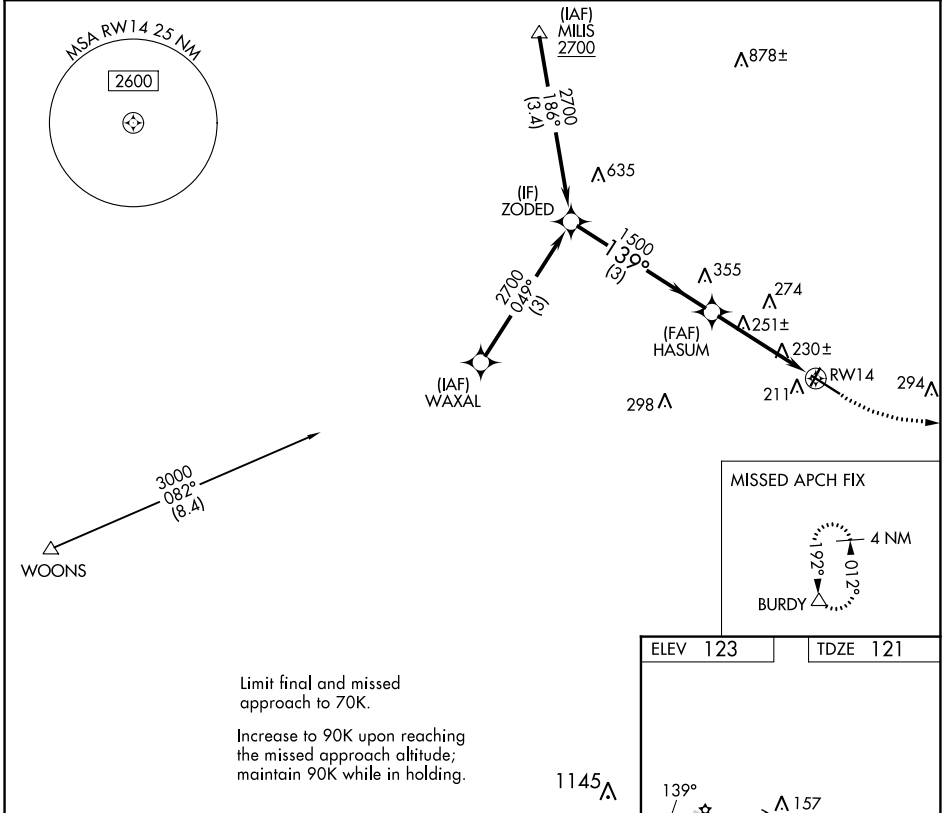 MSA RW14 25 NM
2600
(IAF)
MILIS
2700
878±
2700
186°
(3.4)
635
(IF)
ZODED
1500
139°
(3)
355
274
251±
(FAF)
HASUM
230±
RW14
211
294
298
2700
049°
(3)
(IAF)
WAXAL
3000
082°
(8.4)
WOONS
MISSED APCH FIX
4 NM
192°
012°
BURDY
ELEV 123
TDZE 121
Limit final and missed
approach to 70K.
Increase to 90K upon reaching
the missed approach altitude;
maintain 90K while in holding.
1145
139°
157